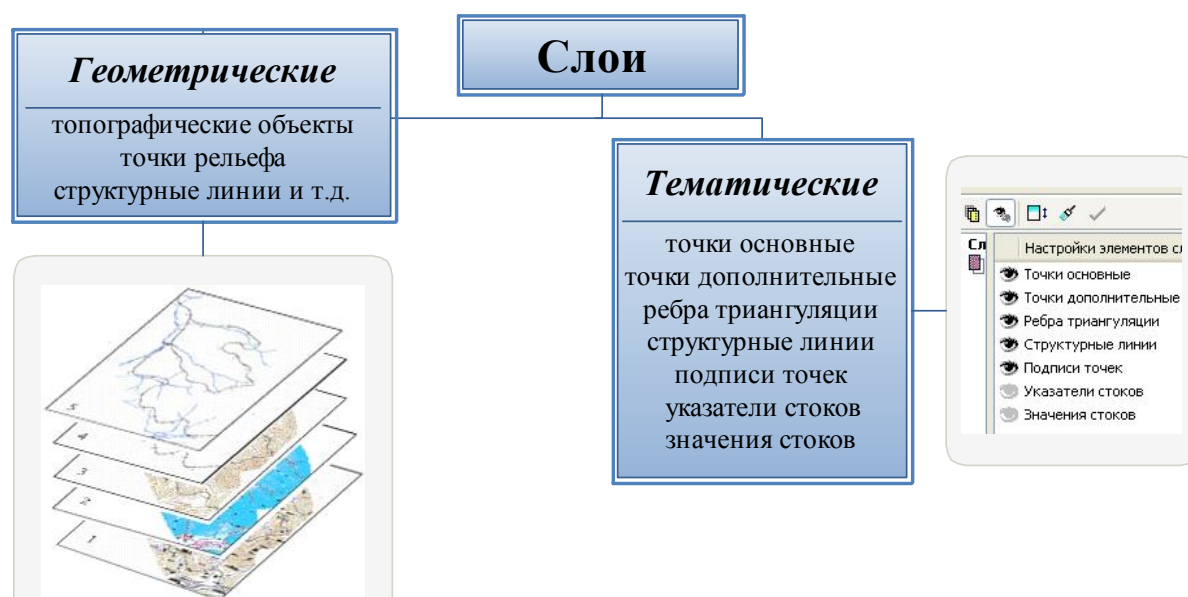 Слои
Геометрические
топографические объекты
точки рельефа
структурные линии и т.д.
Тематические
точки основные
точки дополнительные
ребра триангуляции
структурные линии
подписи точек
указатели стоков
значения стоков
5
4
3
2
1
Сл
Настройки элементов сл
Точки основные
Точки дополнительные
Ребра триангуляции
Структурные линии
Подписи точек
Указатели стоков
Значения стоков